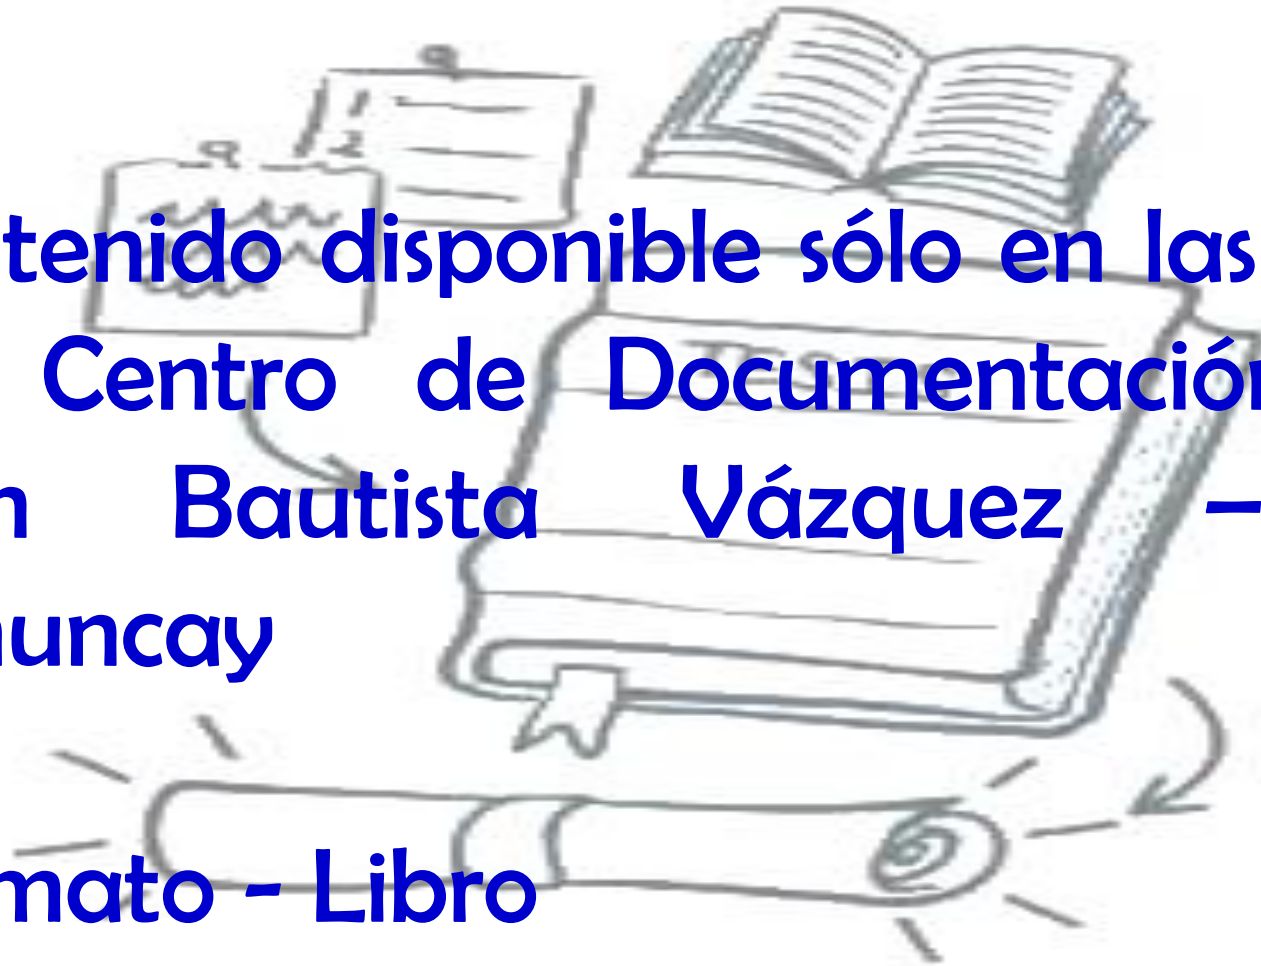 tenido disponible sólo en las
Centro de Documentación
n Bautista Vázquez –
uncay
mato - Libro